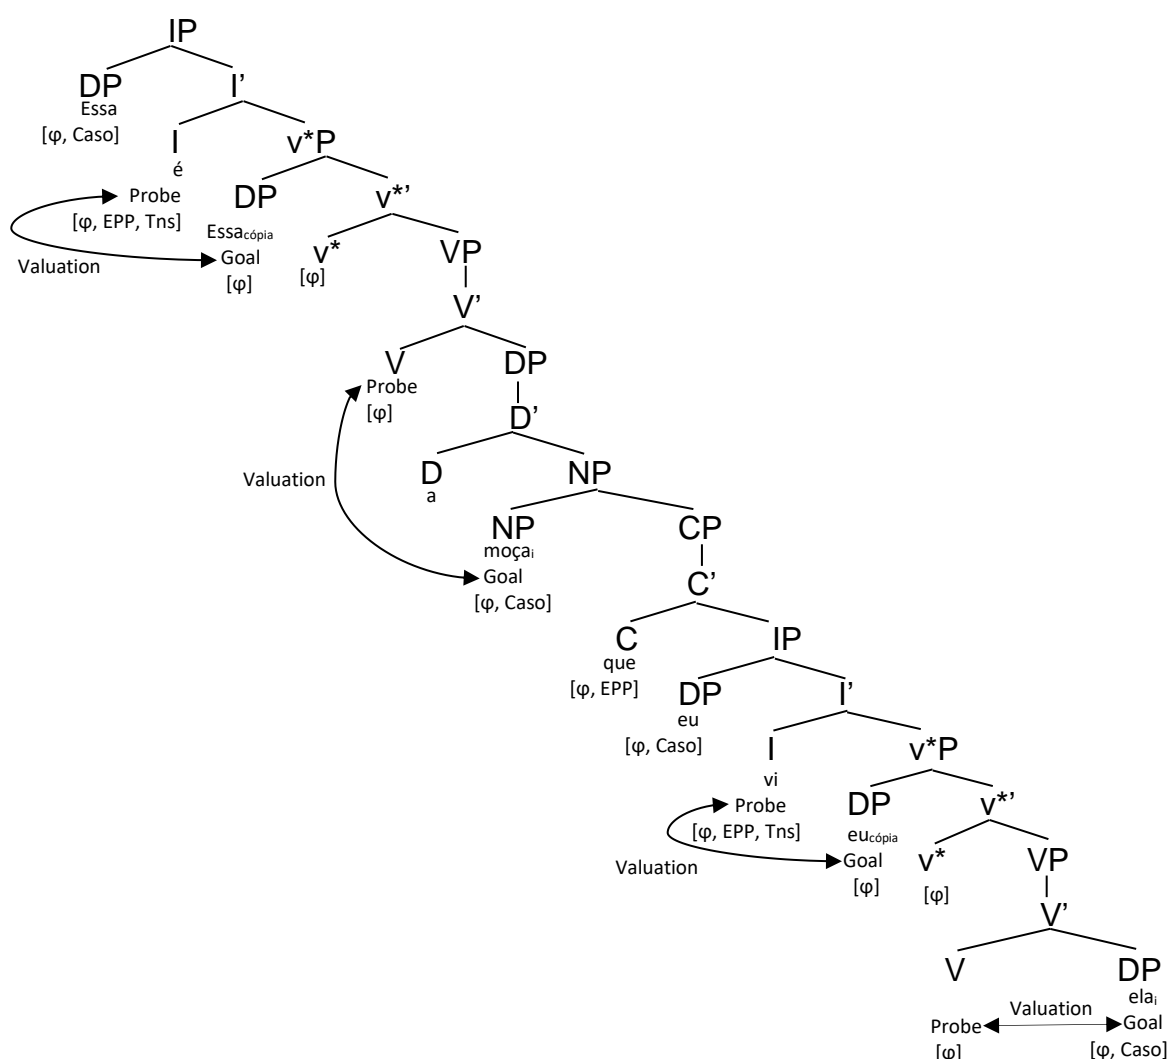 IP
DP I’
Essa
[φ, Caso]
I v*P
é
Probe
[φ, EPP, Tns]
DP v*’
Essacópia
Goal
[φ]
Valuation
v* VP
[φ]
V’
V DP
Probe
[φ]
D’
Valuation
D NP
a
NP CP
moçai
Goal
[φ, Caso]
C’
C IP
que
[φ, EPP]
DP I’
eu
[φ, Caso]
I v*P
vi
Probe
[φ, EPP, Tns]
DP v*’
eucópia
Goal
[φ]
Valuation
v* VP
[φ]
V’
V DP
elai
Valuation
Probe Goal
[φ] [φ, Caso]